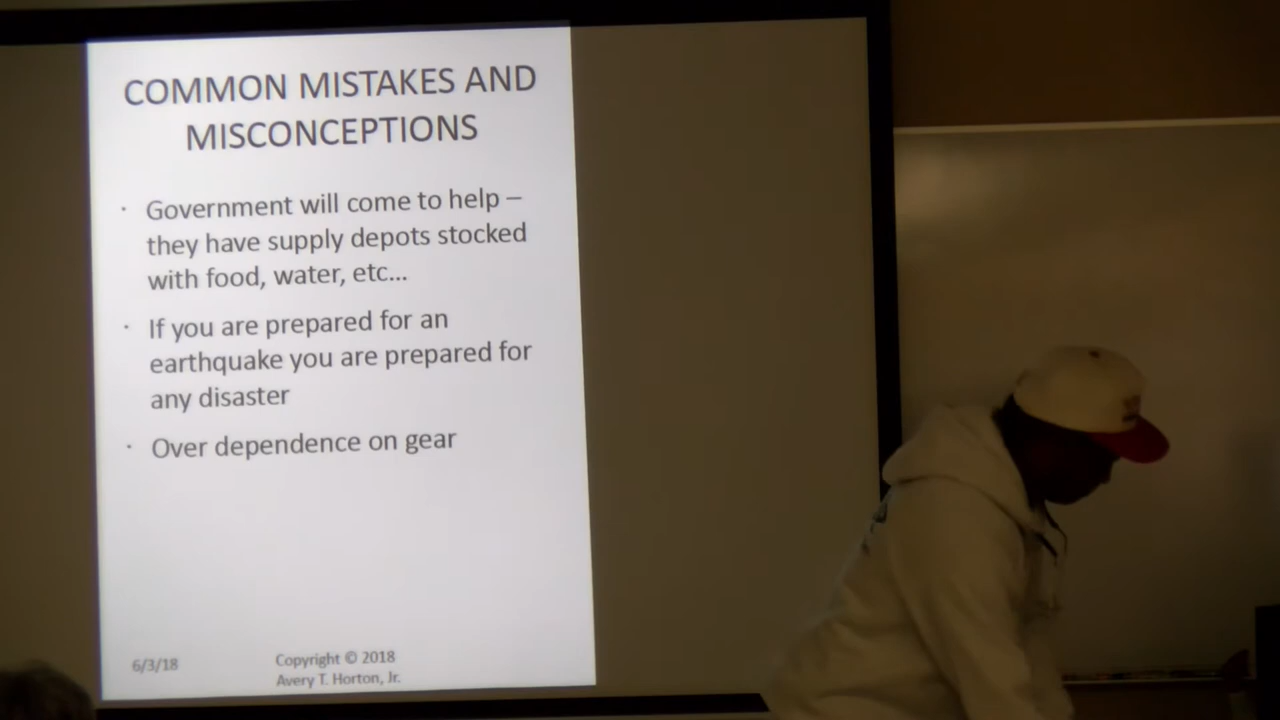 COMMON MISTAKES AND
MISCONCEPTIONS
· Government will come to help –
they have supply depots stocked
with food, water, etc...
· If you are prepared for an
earthquake you are prepared for
any disaster
· Over dependence on gear
6/3/18
Copyright © 2018
Avery T. Horton, Jr.